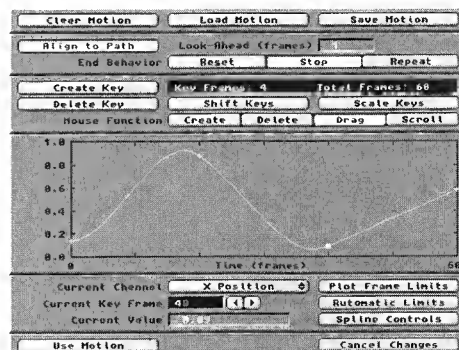 Clear Motion Load Motion Save Motion
Align to Path Look-Ahead (frames) 1
End Behavior Reset Stop Repeat
Create Key Key Frames: 4 Total Frames: 60
Delete Key Shift Keys Scale Keys
Mouse Function Create Delete Drag Scroll
1.0
0.8
0.6
0.4
0.2
0.0
0 Time (frames) 60
Current Channel X Position Plot Frame Limits
Current Key Frame 40 Automatic Limits
Current Value Spline Controls
Use Motion Cancel Changes